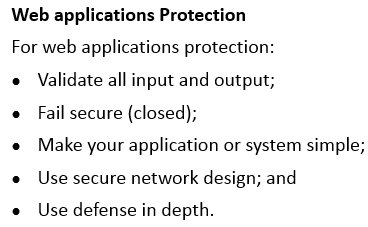 Web applications Protection
For web applications protection:
• Validate all input and output;
• Fail secure (closed);
• Make your application or system simple;
• Use secure network design; and
• Use defense in depth.